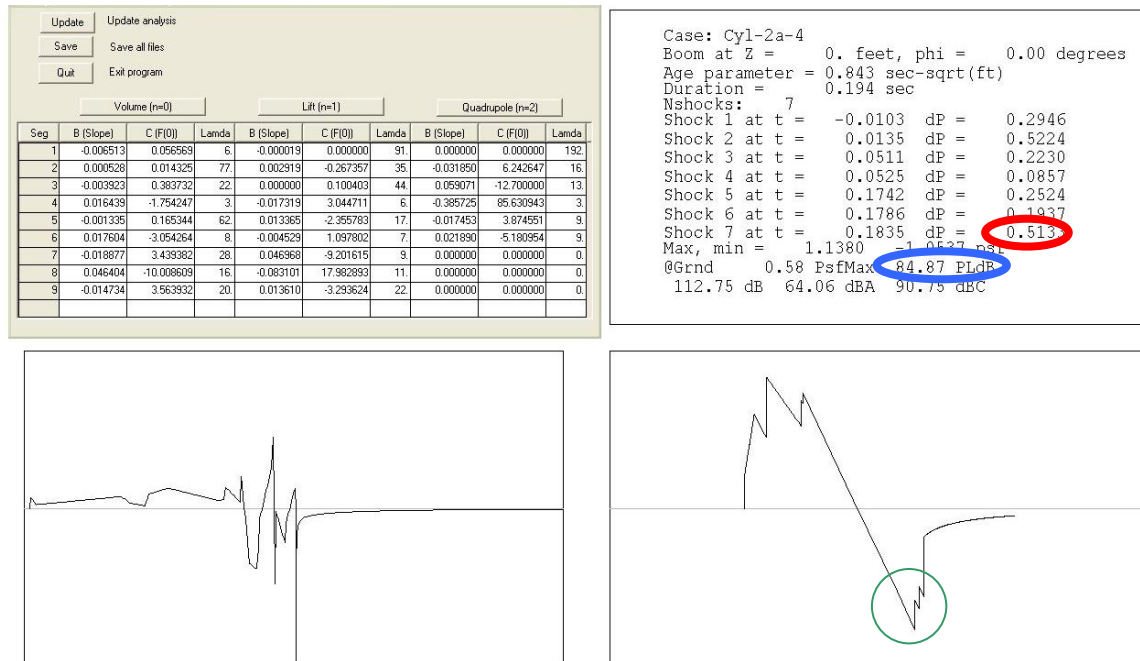 Update Update analysis
Save Save all files
Quit Exit program
Volume (n=0) Lift (n=1) Quadrupole (n=2)
Seg B (Slope) C (F(0)) Lamda B (Slope) C (F(0)) Lamda B (Slope) C (F(0)) Lamda
1 -0.006513 0.056569 6. -0.000019 0.000000 91. 0.000000 0.000000 192.
2 0.000528 0.014325 77. 0.002919 -0.267357 35. -0.031850 6.242647 16.
3 -0.003923 0.383732 22. 0.000000 0.100403 44. 0.059071 -12.700000 13.
4 0.016439 -1.754247 3. -0.017319 3.044711 6. -0.385725 85.630943 3.
5 -0.001335 0.165344 62. 0.013365 -2.355783 17. -0.017453 3.874551 9.
6 0.017604 -3.054264 8. -0.004529 1.097802 7. 0.021890 -5.180954 9.
7 -0.018877 3.439382 28. 0.046968 -9.201615 9. 0.000000 0.000000 0.
8 0.046404 -10.008609 16. -0.083101 17.982893 11. 0.000000 0.000000 0.
9 -0.014734 3.563932 20. 0.013610 -3.293624 22. 0.000000 0.000000 0.
Case: Cyl-2a-4
Boom at Z = 0. feet, phi = 0.00 degrees
Age parameter = 0.843 sec-sqrt(ft)
Duration = 0.194 sec
Nshocks: 7
Shock 1 at t = -0.0103 dP = 0.2946
Shock 2 at t = 0.0135 dP = 0.5224
Shock 3 at t = 0.0511 dP = 0.2230
Shock 4 at t = 0.0525 dP = 0.0857
Shock 5 at t = 0.1742 dP = 0.2524
Shock 6 at t = 0.1786 dP = 0.1937
Shock 7 at t = 0.1835 dP = 0.5133
Max, min = 1.1380 -1.0537 psf
@Grnd 0.58 PsfMax 84.87 PLdB
112.75 dB 64.06 dBA 90.75 dBC